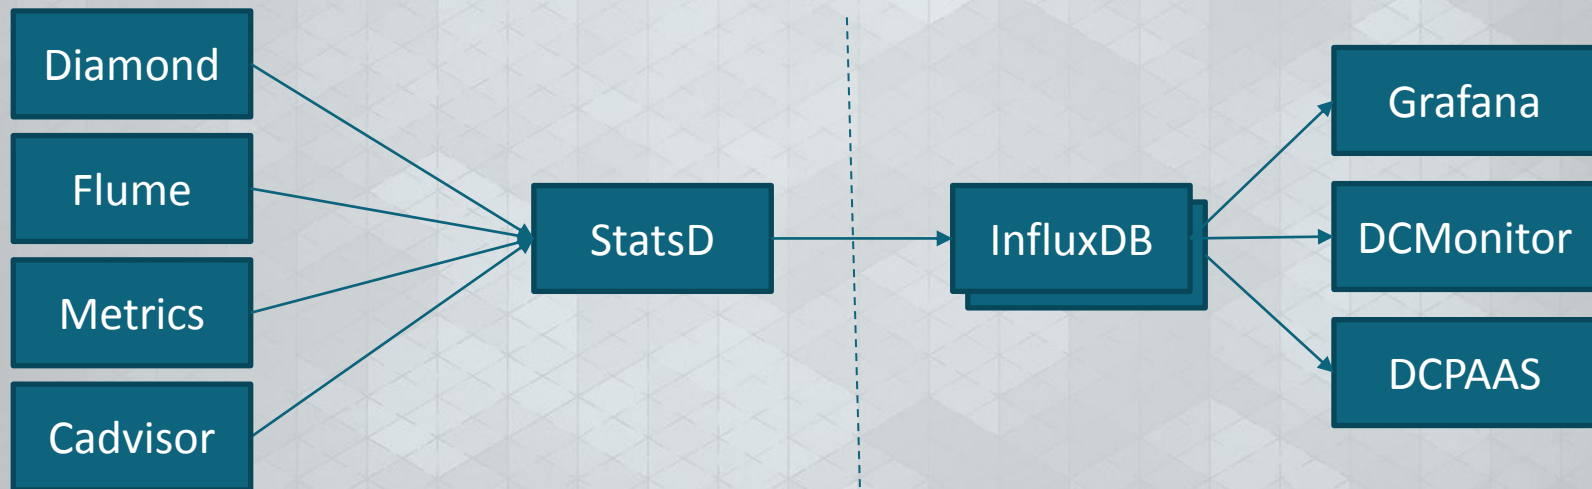 Diamond
Flume
Metrics
Cadvisor
StatsD
InfluxDB
Grafana
DCMonitor
DCPAAS